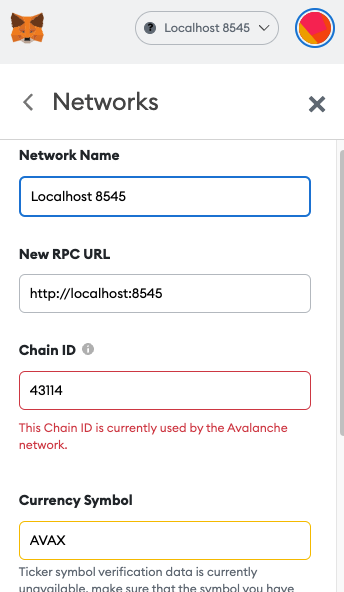 Localhost 8545
Networks
Network Name
Localhost 8545
New RPC URL
http://localhost:8545
Chain ID
43114
This Chain ID is currently used by the Avalanche
network.
Currency Symbol
AVAX
Ticker symbol verification data is currently
unavailable, make sure that the symbol you have